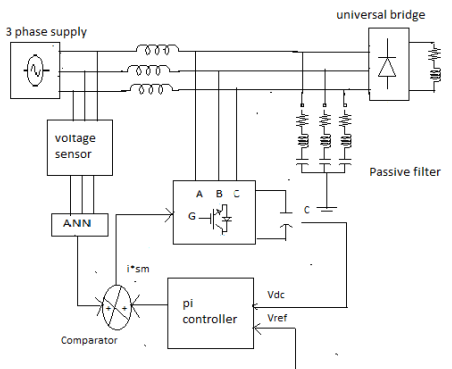 universal bridge
3 phase supply
voltage
sensor
Passive filter
A B C
G
C
ANN
i*sm
Vdc
pi
controller
Vref
Comparator
+ +